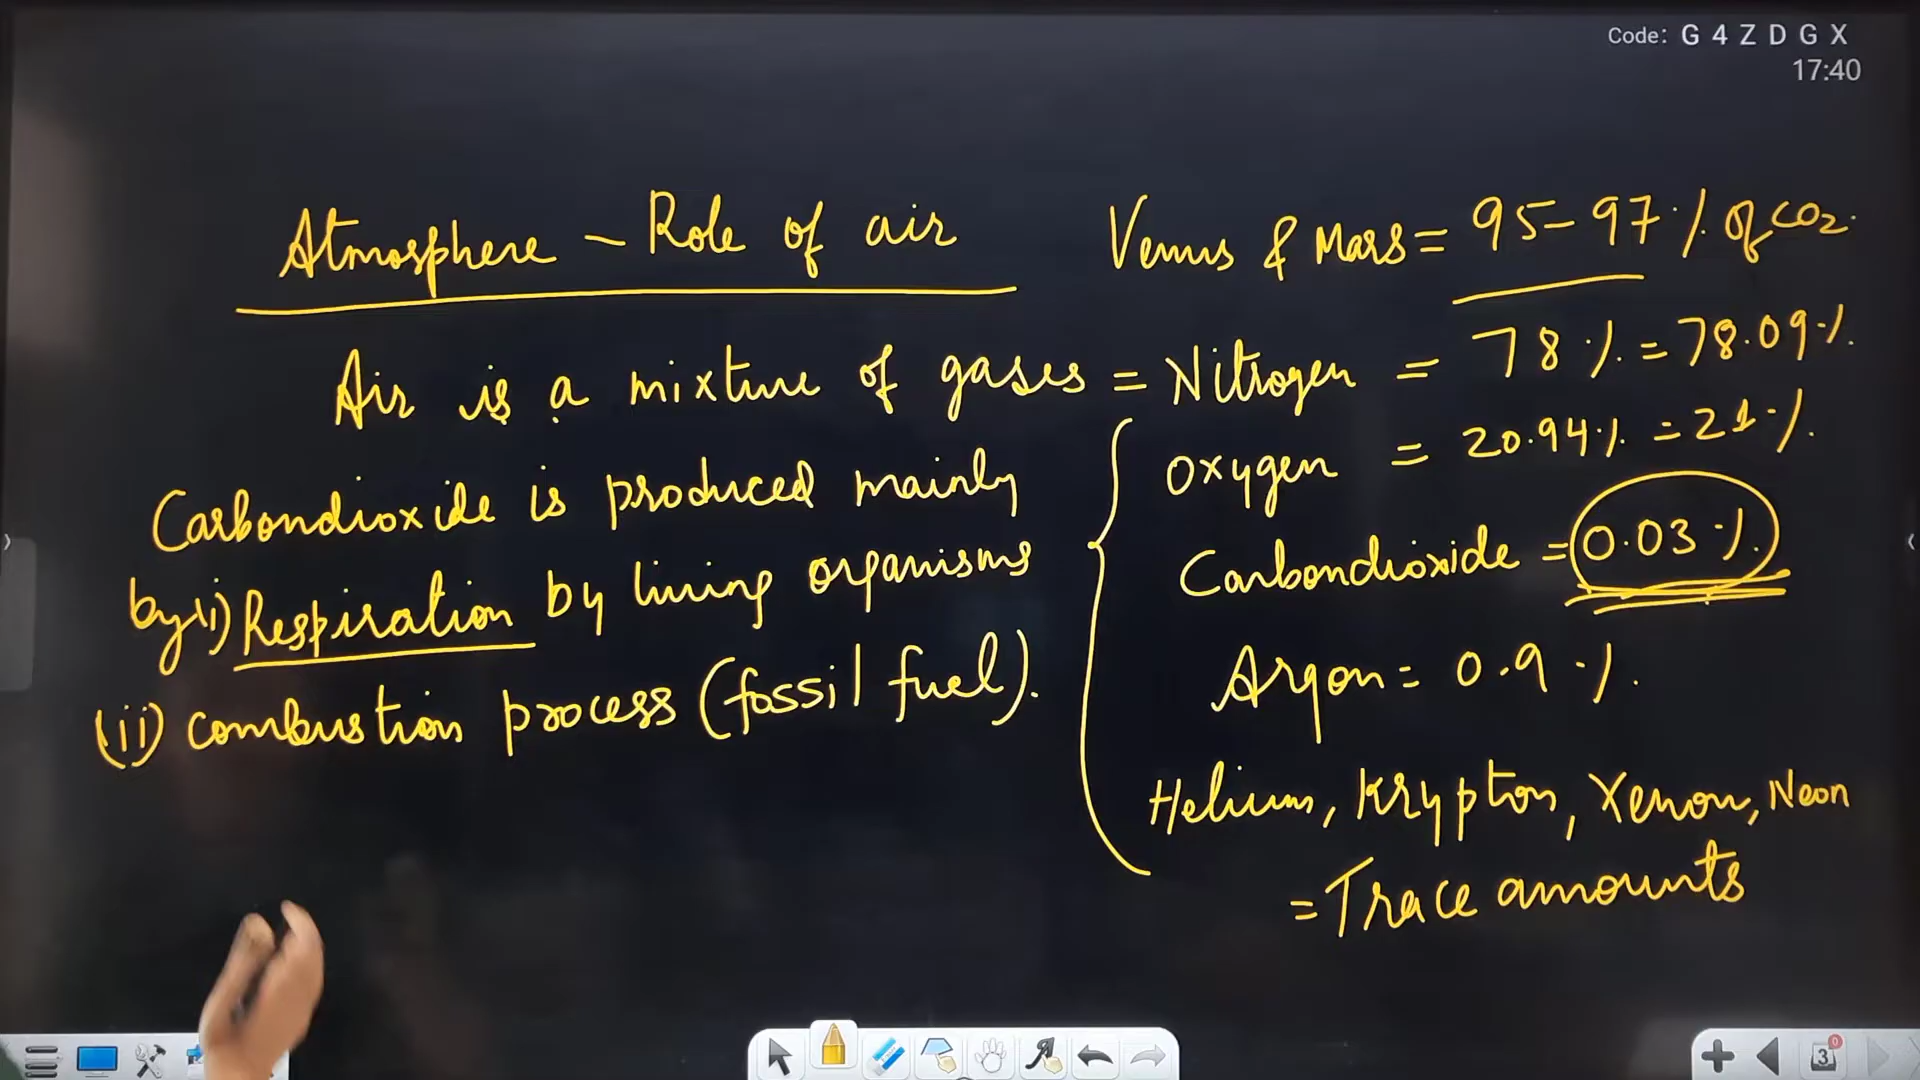 Code: G 4 Z D G X
17:40
Atmosphere - Role of air
Venus & Mars = 95-97% of CO2.
Air is a mixture of gases = Nitrogen = 78% = 78.09%.
Oxygen = 20.94% = 21%.
Carbondioxide = 0.03%.
Argon = 0.9%.
Helium, Krypton, Xenon, Neon
= Trace amounts
Carbondioxide is produced mainly
by (i) Respiration by living organisms
(ii) combustion process (fossil fuel).
3
0